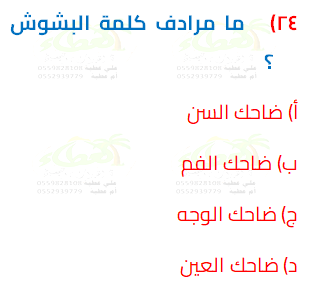 ٢٤) ما مرادف كلمة البشوش
؟
أ) ضاحك السن
ب) ضاحك الفم
ج) ضاحك الوجه
د) ضاحك العين